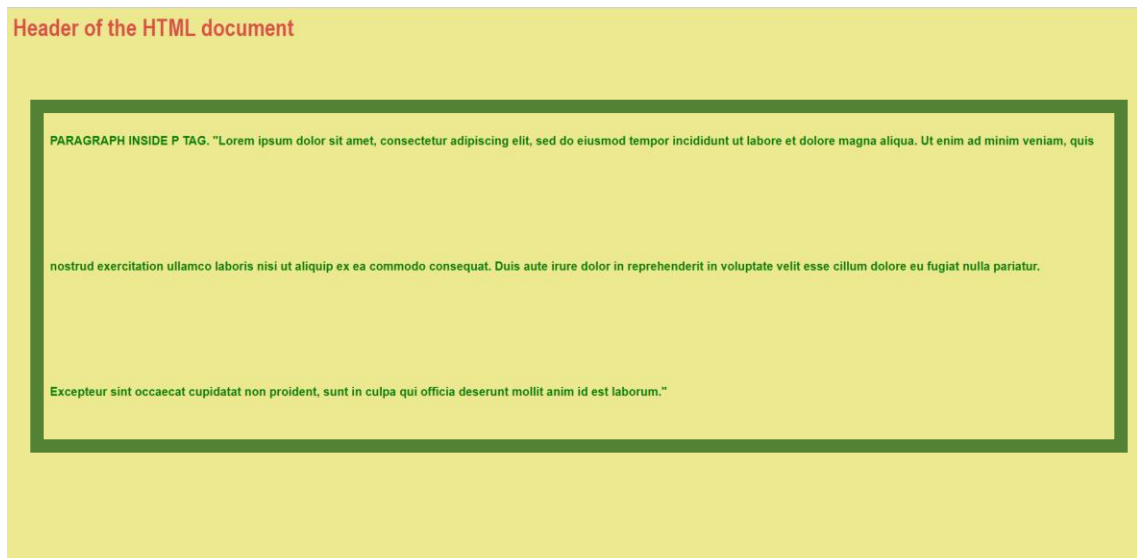 Header of the HTML document
PARAGRAPH INSIDE P TAG. "Lorem ipsum dolor sit amet, consectetur adipiscing elit, sed do eiusmod tempor incididunt ut labore et dolore magna aliqua. Ut enim ad minim veniam, quis
nostrud exercitation ullamco laboris nisi ut aliquip ex ea commodo consequat. Duis aute irure dolor in reprehenderit in voluptate velit esse cillum dolore eu fugiat nulla pariatur.
Excepteur sint occaecat cupidatat non proident, sunt in culpa qui officia deserunt mollit anim id est laborum."